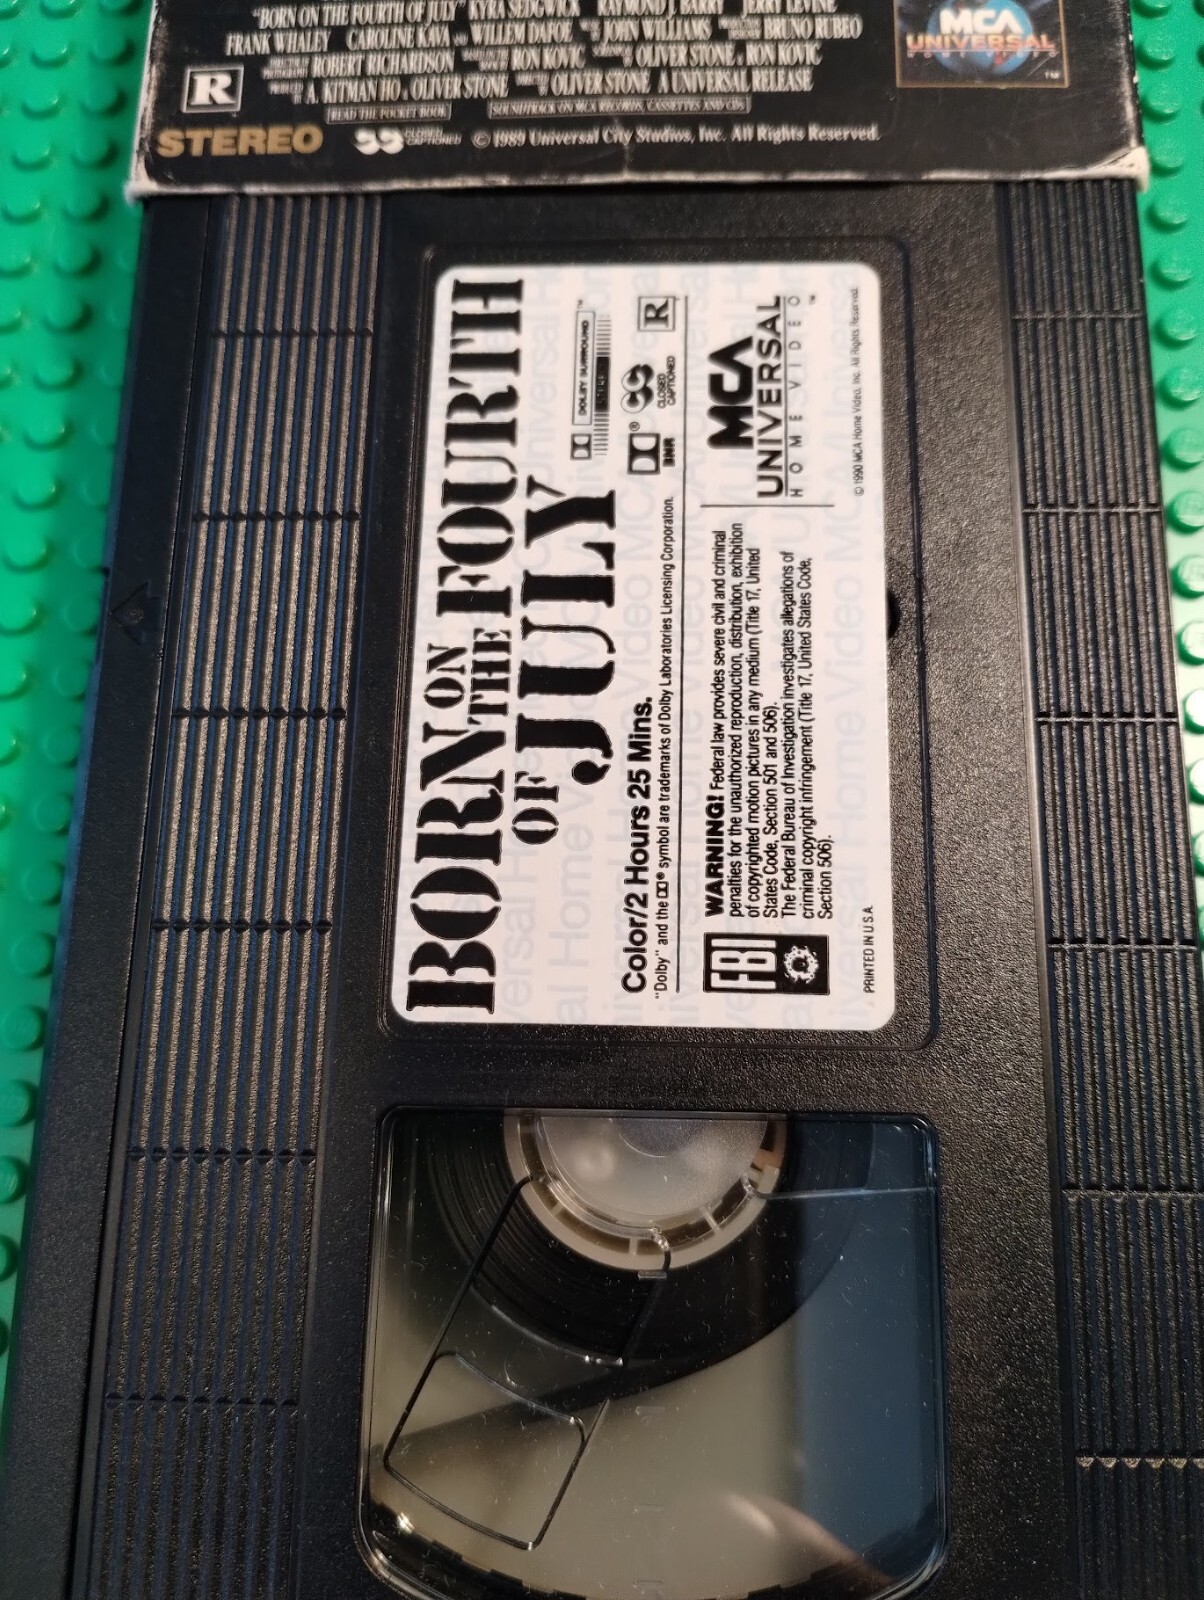 "BORN ON THE FOURTH OF JULY" KYRA SEDGWICK RAYMOND J. BARRY JERRY LEVINE
FRANK WHALEY CAROLINE KAVA AND WILLEM DAFOE JOHN WILLIAMS BRUNO RUBEO
ROBERT RICHARDSON RON KOVIC OLIVER STONE & RON KOVIC
A. KITMAN HO & OLIVER STONE OLIVER STONE A UNIVERSAL RELEASE
R
READ THE POCKET BOOK
SOUNDTRACK ON MCA RECORDS, CASSETTES AND CDS
STEREO
CLOSED
CAPTIONED
© 1989 Universal City Studios, Inc. All Rights Reserved.
MCA
UNIVERSAL
TM
BORN ON THE FOURTH
OF JULY
DOLBY SURROUND ™
Color/2 Hours 25 Mins.
BNR
CLOSED
CAPTIONED
R
"Dolby" and the symbol are trademarks of Dolby Laboratories Licensing Corporation.
FBI
WARNING! Federal law provides severe civil and criminal
penalties for the unauthorized reproduction, distribution, exhibition
of copyrighted motion pictures in any medium (Title 17, United
States Code, Section 501 and 506).
The Federal Bureau of Investigation investigates allegations of
criminal copyright infringement (Title 17, United States Code,
Section 506).
MCA
UNIVERSAL
HOME VIDEO ™
PRINTED IN U.S.A.
© 1990 MCA Home Video, Inc. All Rights Reserved.